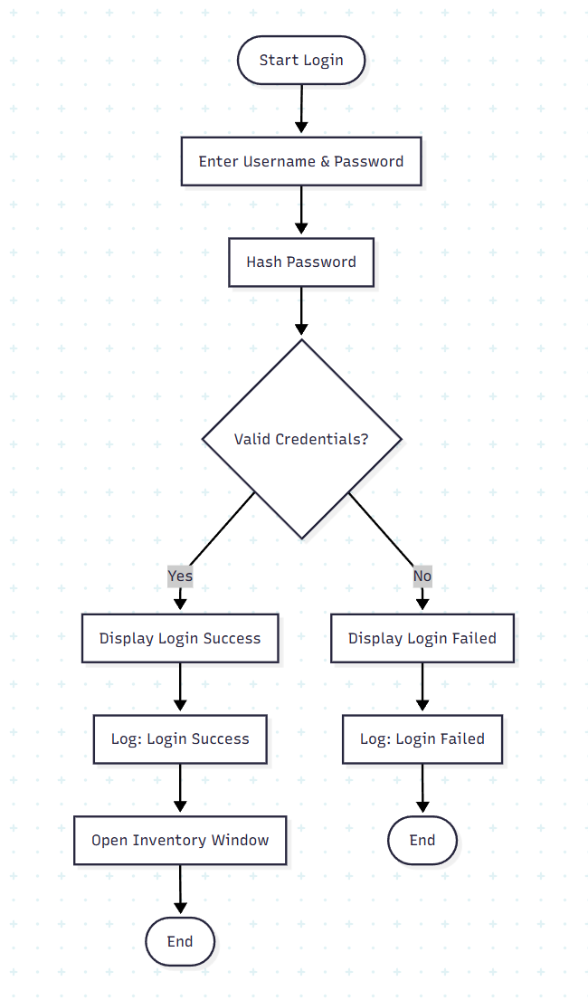 Start Login
Enter Username & Password
Hash Password
Valid Credentials?
Yes
No
Display Login Success
Display Login Failed
Log: Login Success
Log: Login Failed
Open Inventory Window
End
End